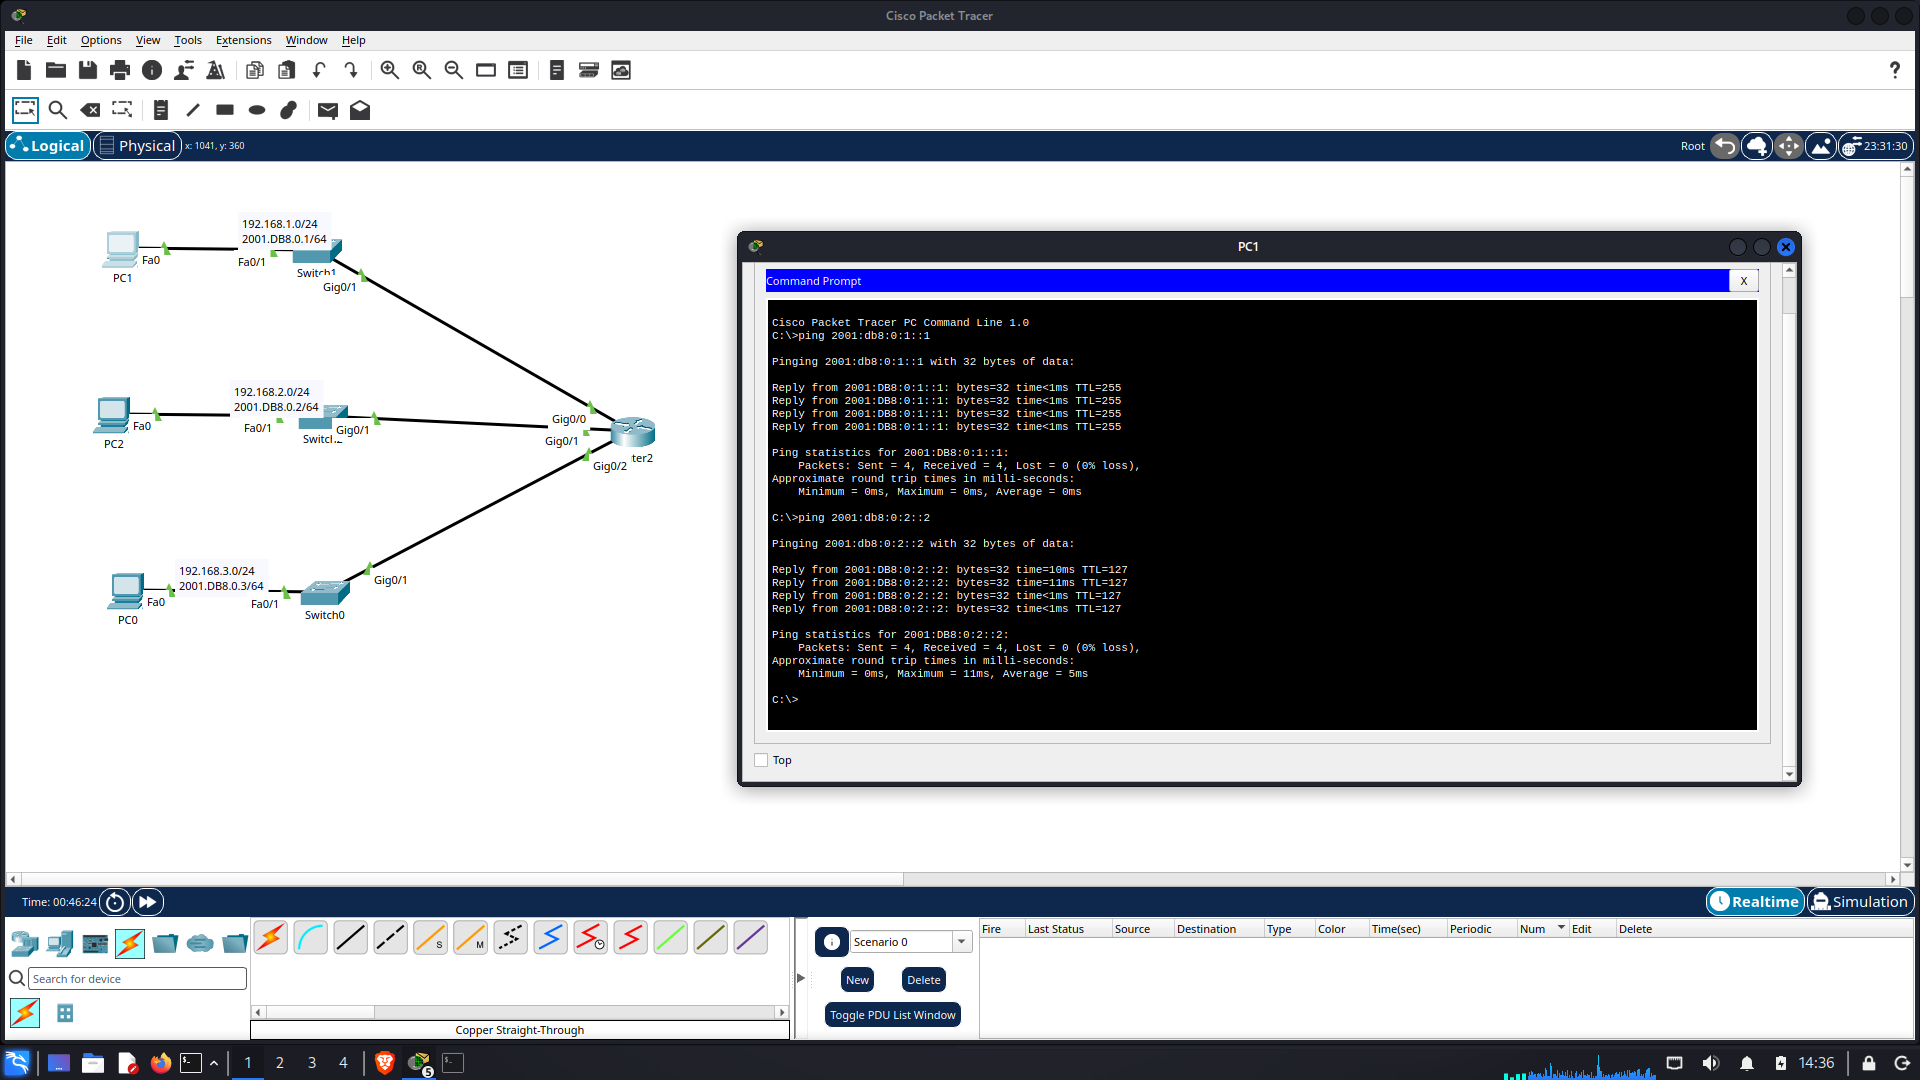 Cisco Packet Tracer
File Edit Options View Tools Extensions Window Help
Logical Physical x: 1041, y: 360 Root 23:31:30
192.168.1.0/24
2001.DB8.0.1/64
Fa0 Fa0/1
PC1 Switch1
Gig0/1
192.168.2.0/24
2001.DB8.0.2/64
Fa0 Fa0/1 Gig0/1
PC2
Gig0/0
Gig0/1
Gig0/2 ter2
192.168.3.0/24
2001.DB8.0.3/64
Gig0/1
Fa0 Fa0/1
PC0 Switch0
PC1
Command Prompt X
Cisco Packet Tracer PC Command Line 1.0
C:\>ping 2001:db8:0:1::1
Pinging 2001:db8:0:1::1 with 32 bytes of data:
Reply from 2001:DB8:0:1::1: bytes=32 time<1ms TTL=255
Reply from 2001:DB8:0:1::1: bytes=32 time<1ms TTL=255
Reply from 2001:DB8:0:1::1: bytes=32 time<1ms TTL=255
Reply from 2001:DB8:0:1::1: bytes=32 time<1ms TTL=255
Ping statistics for 2001:DB8:0:1::1:
Packets: Sent = 4, Received = 4, Lost = 0 (0% loss),
Approximate round trip times in milli-seconds:
Minimum = 0ms, Maximum = 0ms, Average = 0ms
C:\>ping 2001:db8:0:2::2
Pinging 2001:db8:0:2::2 with 32 bytes of data:
Reply from 2001:DB8:0:2::2: bytes=32 time=10ms TTL=127
Reply from 2001:DB8:0:2::2: bytes=32 time=11ms TTL=127
Reply from 2001:DB8:0:2::2: bytes=32 time<1ms TTL=127
Reply from 2001:DB8:0:2::2: bytes=32 time<1ms TTL=127
Ping statistics for 2001:DB8:0:2::2:
Packets: Sent = 4, Received = 4, Lost = 0 (0% loss),
Approximate round trip times in milli-seconds:
Minimum = 0ms, Maximum = 11ms, Average = 5ms
C:\>
Top
Time: 00:46:24 Realtime Simulation
S M
Search for device
Copper Straight-Through
Scenario 0
New Delete
Toggle PDU List Window
Fire Last Status Source Destination Type Color Time(sec) Periodic Num Edit Delete
1 2 3 4 5 14:36